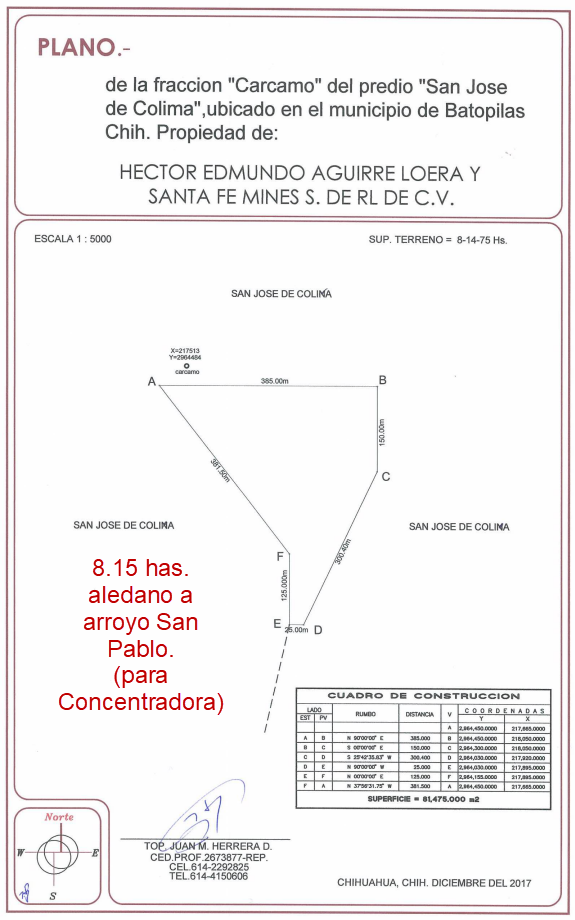 PLANO.-
de la fraccion "Carcamo" del predio "San Jose
de Colima",ubicado en el municipio de Batopilas
Chih. Propiedad de:
HECTOR EDMUNDO AGUIRRE LOERA Y
SANTA FE MINES S. DE RL DE C.V.
ESCALA 1 : 5000
SUP. TERRENO = 8-14-75 Hs.
SAN JOSE DE COLIMA
X=217513
Y=2964484
carcamo
A
385.00m
B
150.00m
C
381.50m
300.40m
SAN JOSE DE COLIMA
SAN JOSE DE COLIMA
F
125.000m
E
25.00m
D
8.15 has.
aledano a
arroyo San
Pablo.
(para
Concentradora)
CUADRO DE CONSTRUCCION
LADO RUMBO DISTANCIA V COORDENADAS
EST PV Y X
A 2,964,450.0000 217,665.0000
A B N 90°00'00" E 385.000 B 2,964,450.0000 218,050.0000
B C S 00°00'00" E 150.000 C 2,964,300.0000 218,050.0000
C D S 25°42'35.63" W 300.400 D 2,964,030.0000 217,920.0000
D E N 90°00'00" W 25.000 E 2,964,030.0000 217,895.0000
E F N 00°00'00" E 125.000 F 2,964,155.0000 217,895.0000
F A N 37°56'31.75" W 381.500 A 2,964,450.0000 217,665.0000
SUPERFICIE = 81,475.000 m2
Norte
W E
S
TOP. JUAN M. HERRERA D.
CED.PROF.2673877-REP.
CEL.614-2292825
TEL.614-4150606
CHIHUAHUA, CHIH. DICIEMBRE DEL 2017